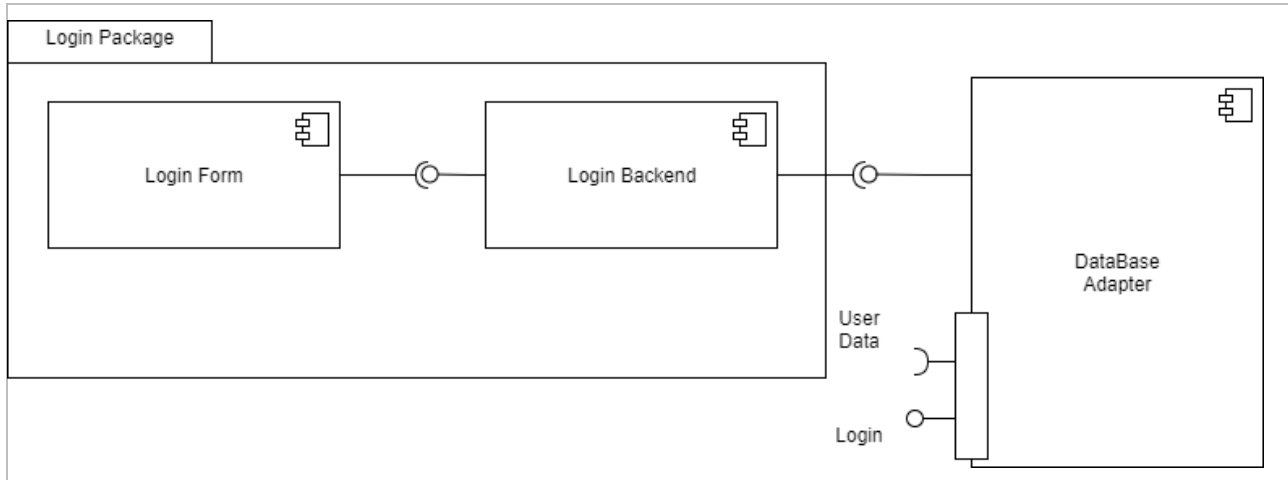 Login Package
Login Form
Login Backend
DataBase
Adapter
User
Data
Login